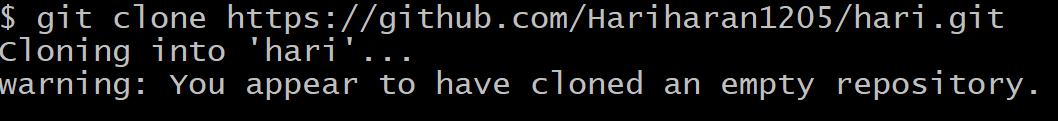 $ git clone https://github.com/Hariharan1205/hari.git
Cloning into 'hari'...
warning: You appear to have cloned an empty repository.